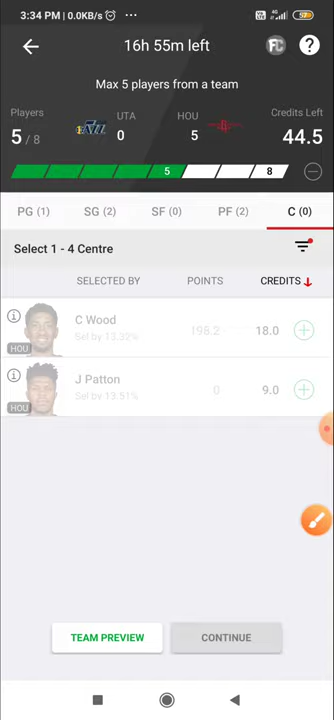 3:34 PM | 0.0KB/s
4G
57
16h 55m left
FC
?
Max 5 players from a team
Players
UTA
HOU
Credits Left
5 / 8
0
5
44.5
5
8
PG (1)
SG (2)
SF (0)
PF (2)
C (0)
Select 1 - 4 Centre
SELECTED BY
POINTS
CREDITS
C Wood
Sel by 13.32%
198.2
18.0
HOU
J Patton
Sel by 13.51%
0
9.0
HOU
TEAM PREVIEW
CONTINUE